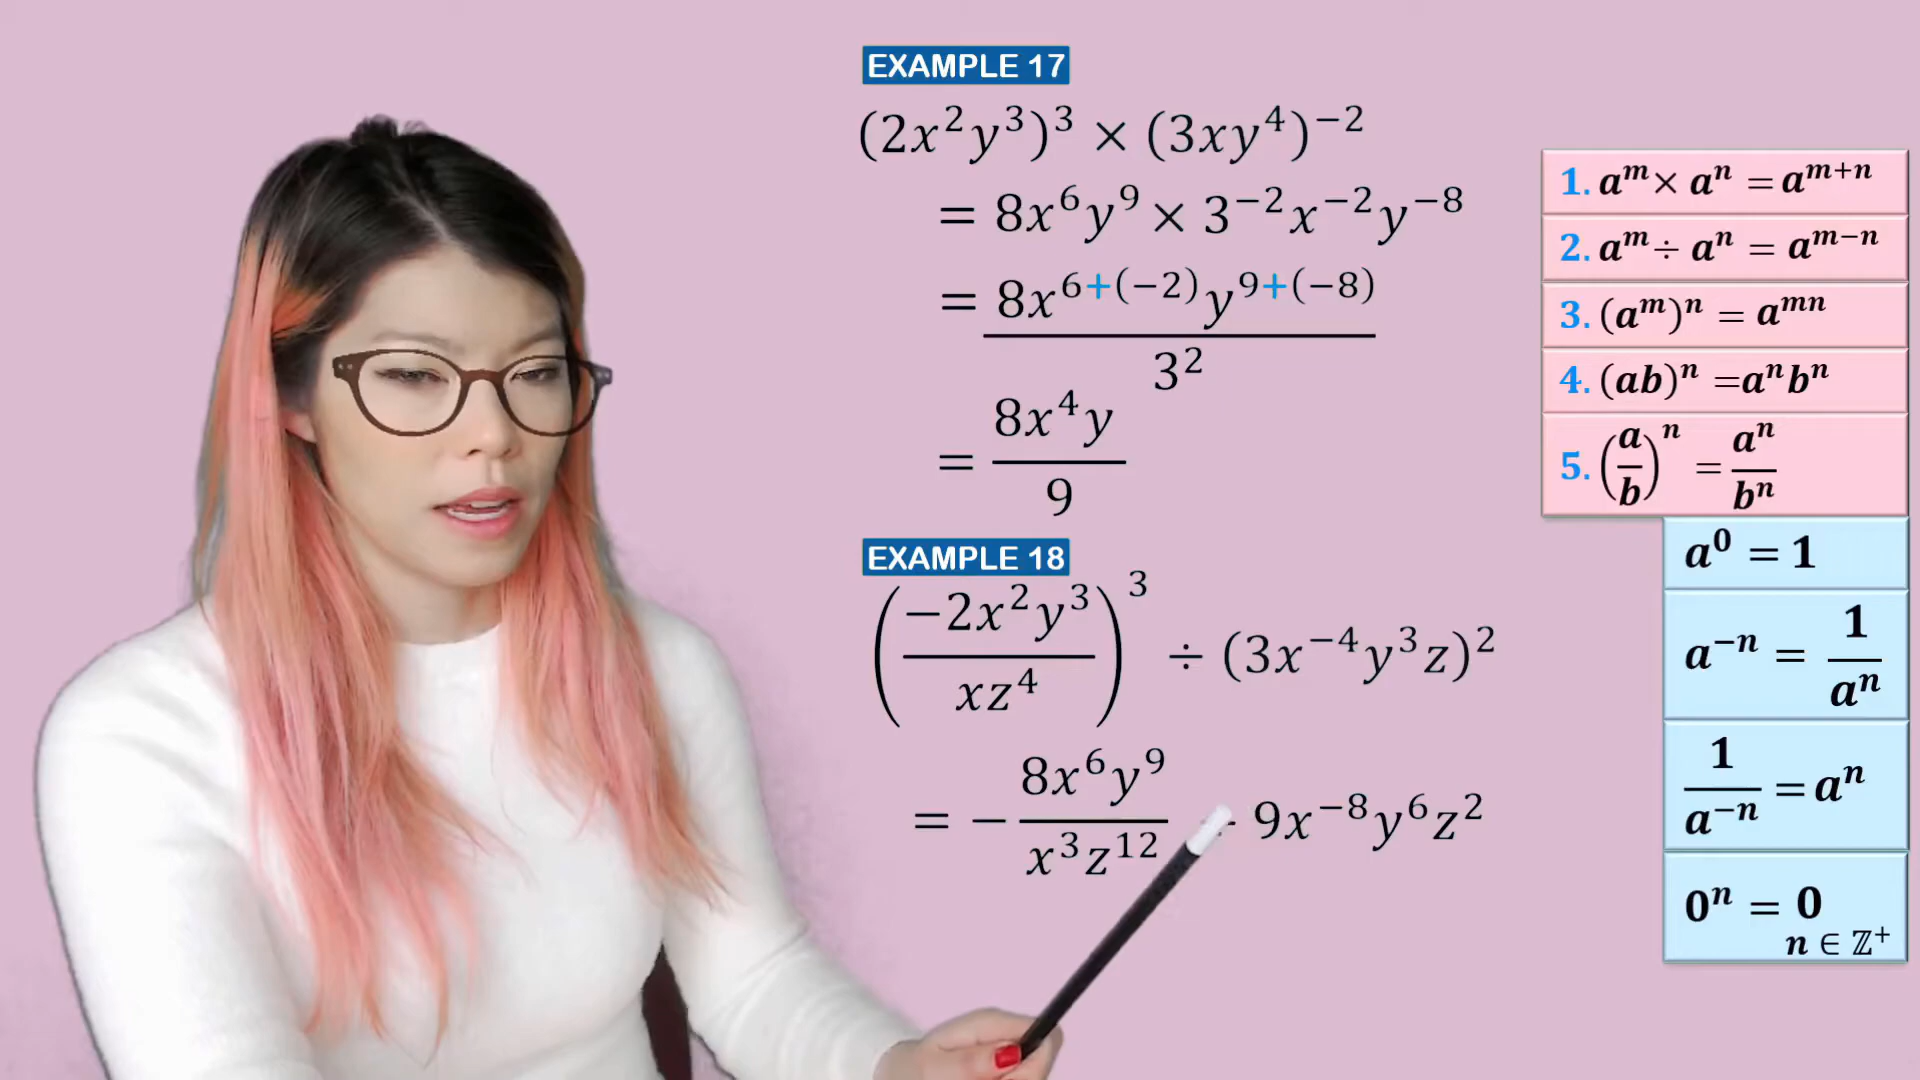 EXAMPLE 17
(2x²y³)³ × (3xy⁴)⁻²
= 8x⁶y⁹ × 3⁻²x⁻²y⁻⁸
= 8x⁶⁺⁽⁻²⁾y⁹⁺⁽⁻⁸⁾
3²
= 8x⁴y
9
EXAMPLE 18
(−2x²y³ / xz⁴)³ ÷ (3x⁻⁴y³z)²
= − 8x⁶y⁹ / x³z¹² 9x⁻⁸y⁶z²
1. aᵐ × aⁿ = aᵐ⁺ⁿ
2. aᵐ ÷ aⁿ = aᵐ⁻ⁿ
3. (aᵐ)ⁿ = aᵐⁿ
4. (ab)ⁿ =aⁿbⁿ
5. (a/b)ⁿ = aⁿ/bⁿ
a⁰ = 1
a⁻ⁿ = 1/aⁿ
1/a⁻ⁿ = aⁿ
0ⁿ = 0
n ∈ ℤ⁺